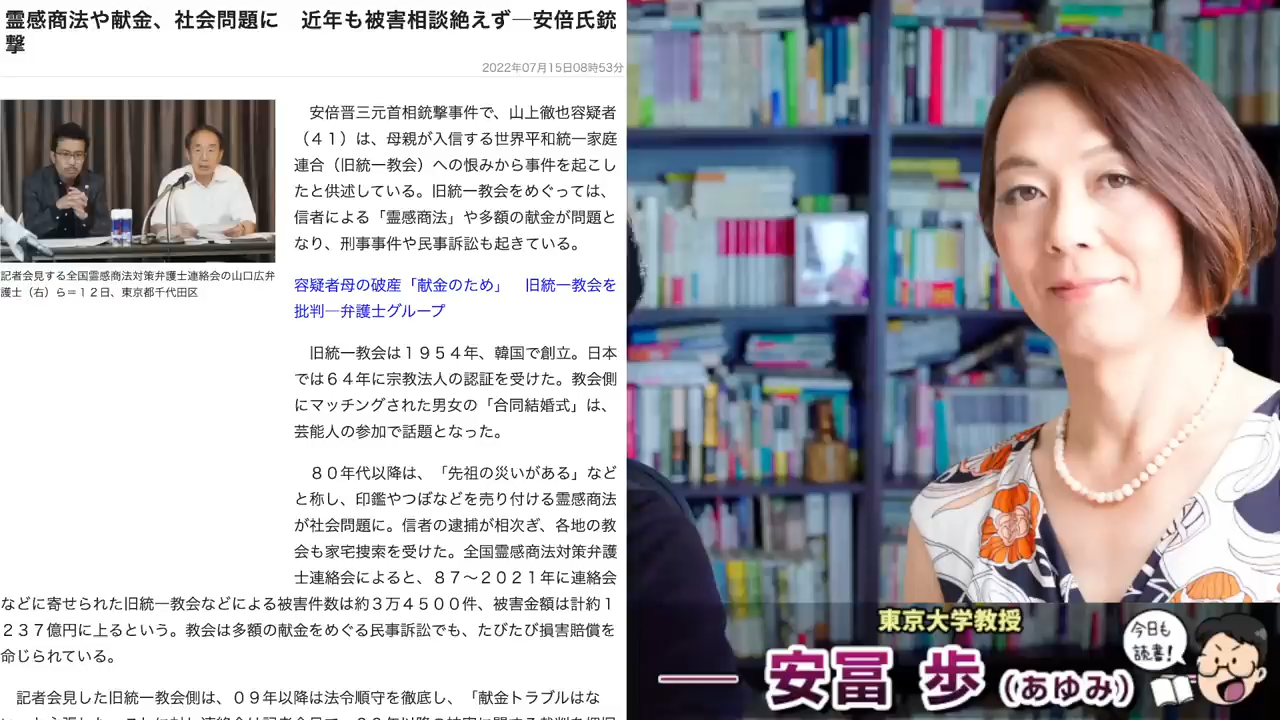 霊感商法や献金、社会問題に　近年も被害相談絶えず―安倍氏銃
撃
2022年07月15日08時53分
記者会見する全国霊感商法対策弁護士連絡会の山口広弁
護士（右）ら＝１２日、東京都千代田区
安倍晋三元首相銃撃事件で、山上徹也容疑者
（４１）は、母親が入信する世界平和統一家庭
連合（旧統一教会）への恨みから事件を起こし
たと供述している。旧統一教会をめぐっては、
信者による「霊感商法」や多額の献金が問題と
なり、刑事事件や民事訴訟も起きている。
容疑者母の破産「献金のため」　旧統一教会を
批判―弁護士グループ
旧統一教会は１９５４年、韓国で創立。日本
では６４年に宗教法人の認証を受けた。教会側
にマッチングされた男女の「合同結婚式」は、
芸能人の参加で話題となった。
８０年代以降は、「先祖の災いがある」など
と称し、印鑑やつぼなどを売り付ける霊感商法
が社会問題に。信者の逮捕が相次ぎ、各地の教
会も家宅捜索を受けた。全国霊感商法対策弁護
士連絡会によると、８７～２０２１年に連絡会
などに寄せられた旧統一教会などによる被害件数は約３万４５００件、被害金額は計約１
２３７億円に上るという。教会は多額の献金をめぐる民事訴訟でも、たびたび損害賠償を
命じられている。
記者会見した旧統一教会側は、０９年以降は法令順守を徹底し、「献金トラブルはな
東京大学教授
安冨 歩（あゆみ）
今日も
読書！